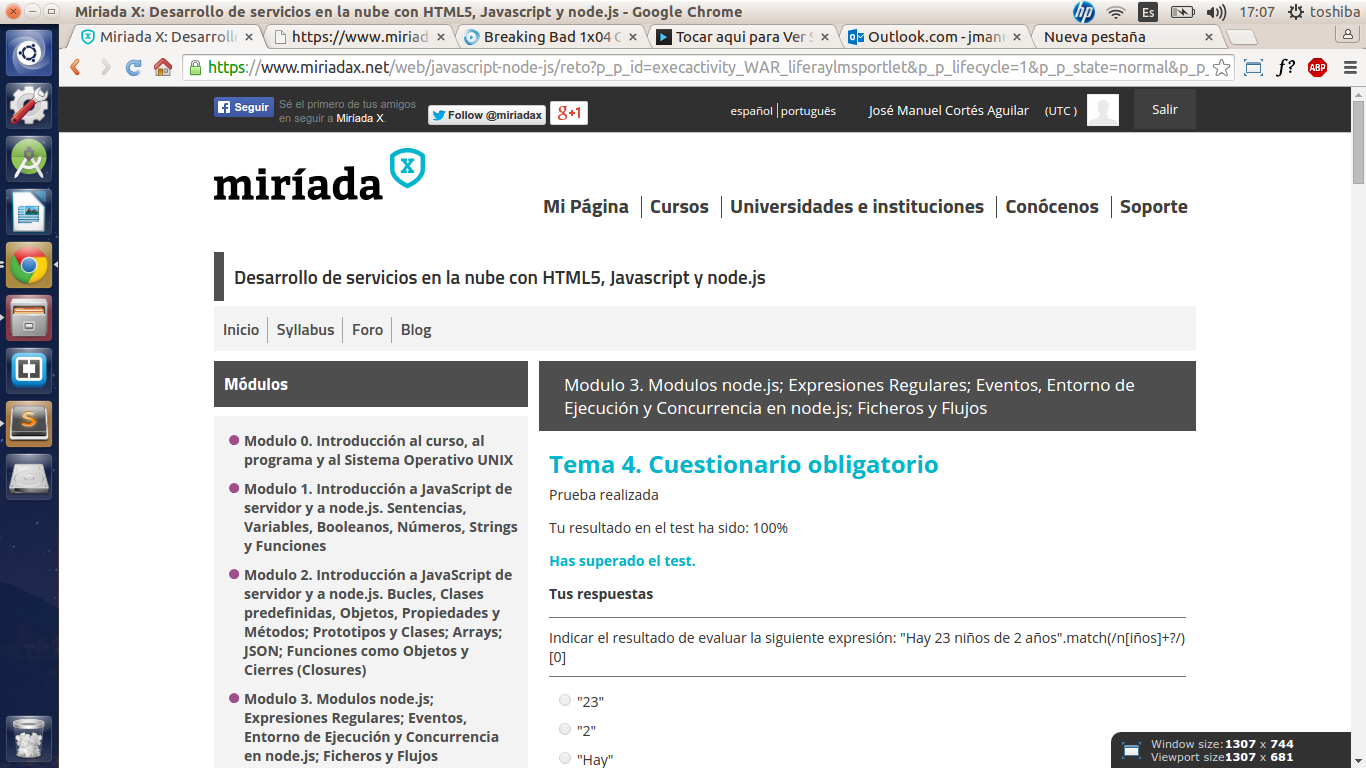 Miriada X: Desarrollo de servicios en la nube con HTML5, Javascript y node.js - Google Chrome
Es
17:07
toshiba
Miriada X: Desarroll
https://www.miriad
Breaking Bad 1x04
Tocar aqui para Ver
Outlook.com - jman
Nueva pestaña
https://www.miriadax.net/web/javascript-node-js/reto?p_p_id=execactivity_WAR_liferaylmsportlet&p_p_lifecycle=1&p_p_state=normal&p_p_
f?
ABP
Seguir
Sé el primero de tus amigos
en seguir a Miríada X.
Follow @miriadax
g+1
español
português
José Manuel Cortés Aguilar
(UTC )
Salir
miríada
X
Mi Página
Cursos
Universidades e instituciones
Conócenos
Soporte
Desarrollo de servicios en la nube con HTML5, Javascript y node.js
Inicio
Syllabus
Foro
Blog
Módulos
Modulo 0. Introducción al curso, al
programa y al Sistema Operativo UNIX
Modulo 1. Introducción a JavaScript de
servidor y a node.js. Sentencias,
Variables, Booleanos, Números, Strings
y Funciones
Modulo 2. Introducción a JavaScript de
servidor y a node.js. Bucles, Clases
predefinidas, Objetos, Propiedades y
Métodos; Prototipos y Clases; Arrays;
JSON; Funciones como Objetos y
Cierres (Closures)
Modulo 3. Modulos node.js;
Expresiones Regulares; Eventos,
Entorno de Ejecución y Concurrencia
en node.js; Ficheros y Flujos
Modulo 3. Modulos node.js; Expresiones Regulares; Eventos, Entorno de
Ejecución y Concurrencia en node.js; Ficheros y Flujos
Tema 4. Cuestionario obligatorio
Prueba realizada
Tu resultado en el test ha sido: 100%
Has superado el test.
Tus respuestas
Indicar el resultado de evaluar la siguiente expresión: "Hay 23 niños de 2 años".match(/n[iños]+?/)
[0]
"23"
"2"
"Hay"
Window size: 1307 x 744
Viewport size 1307 x 681